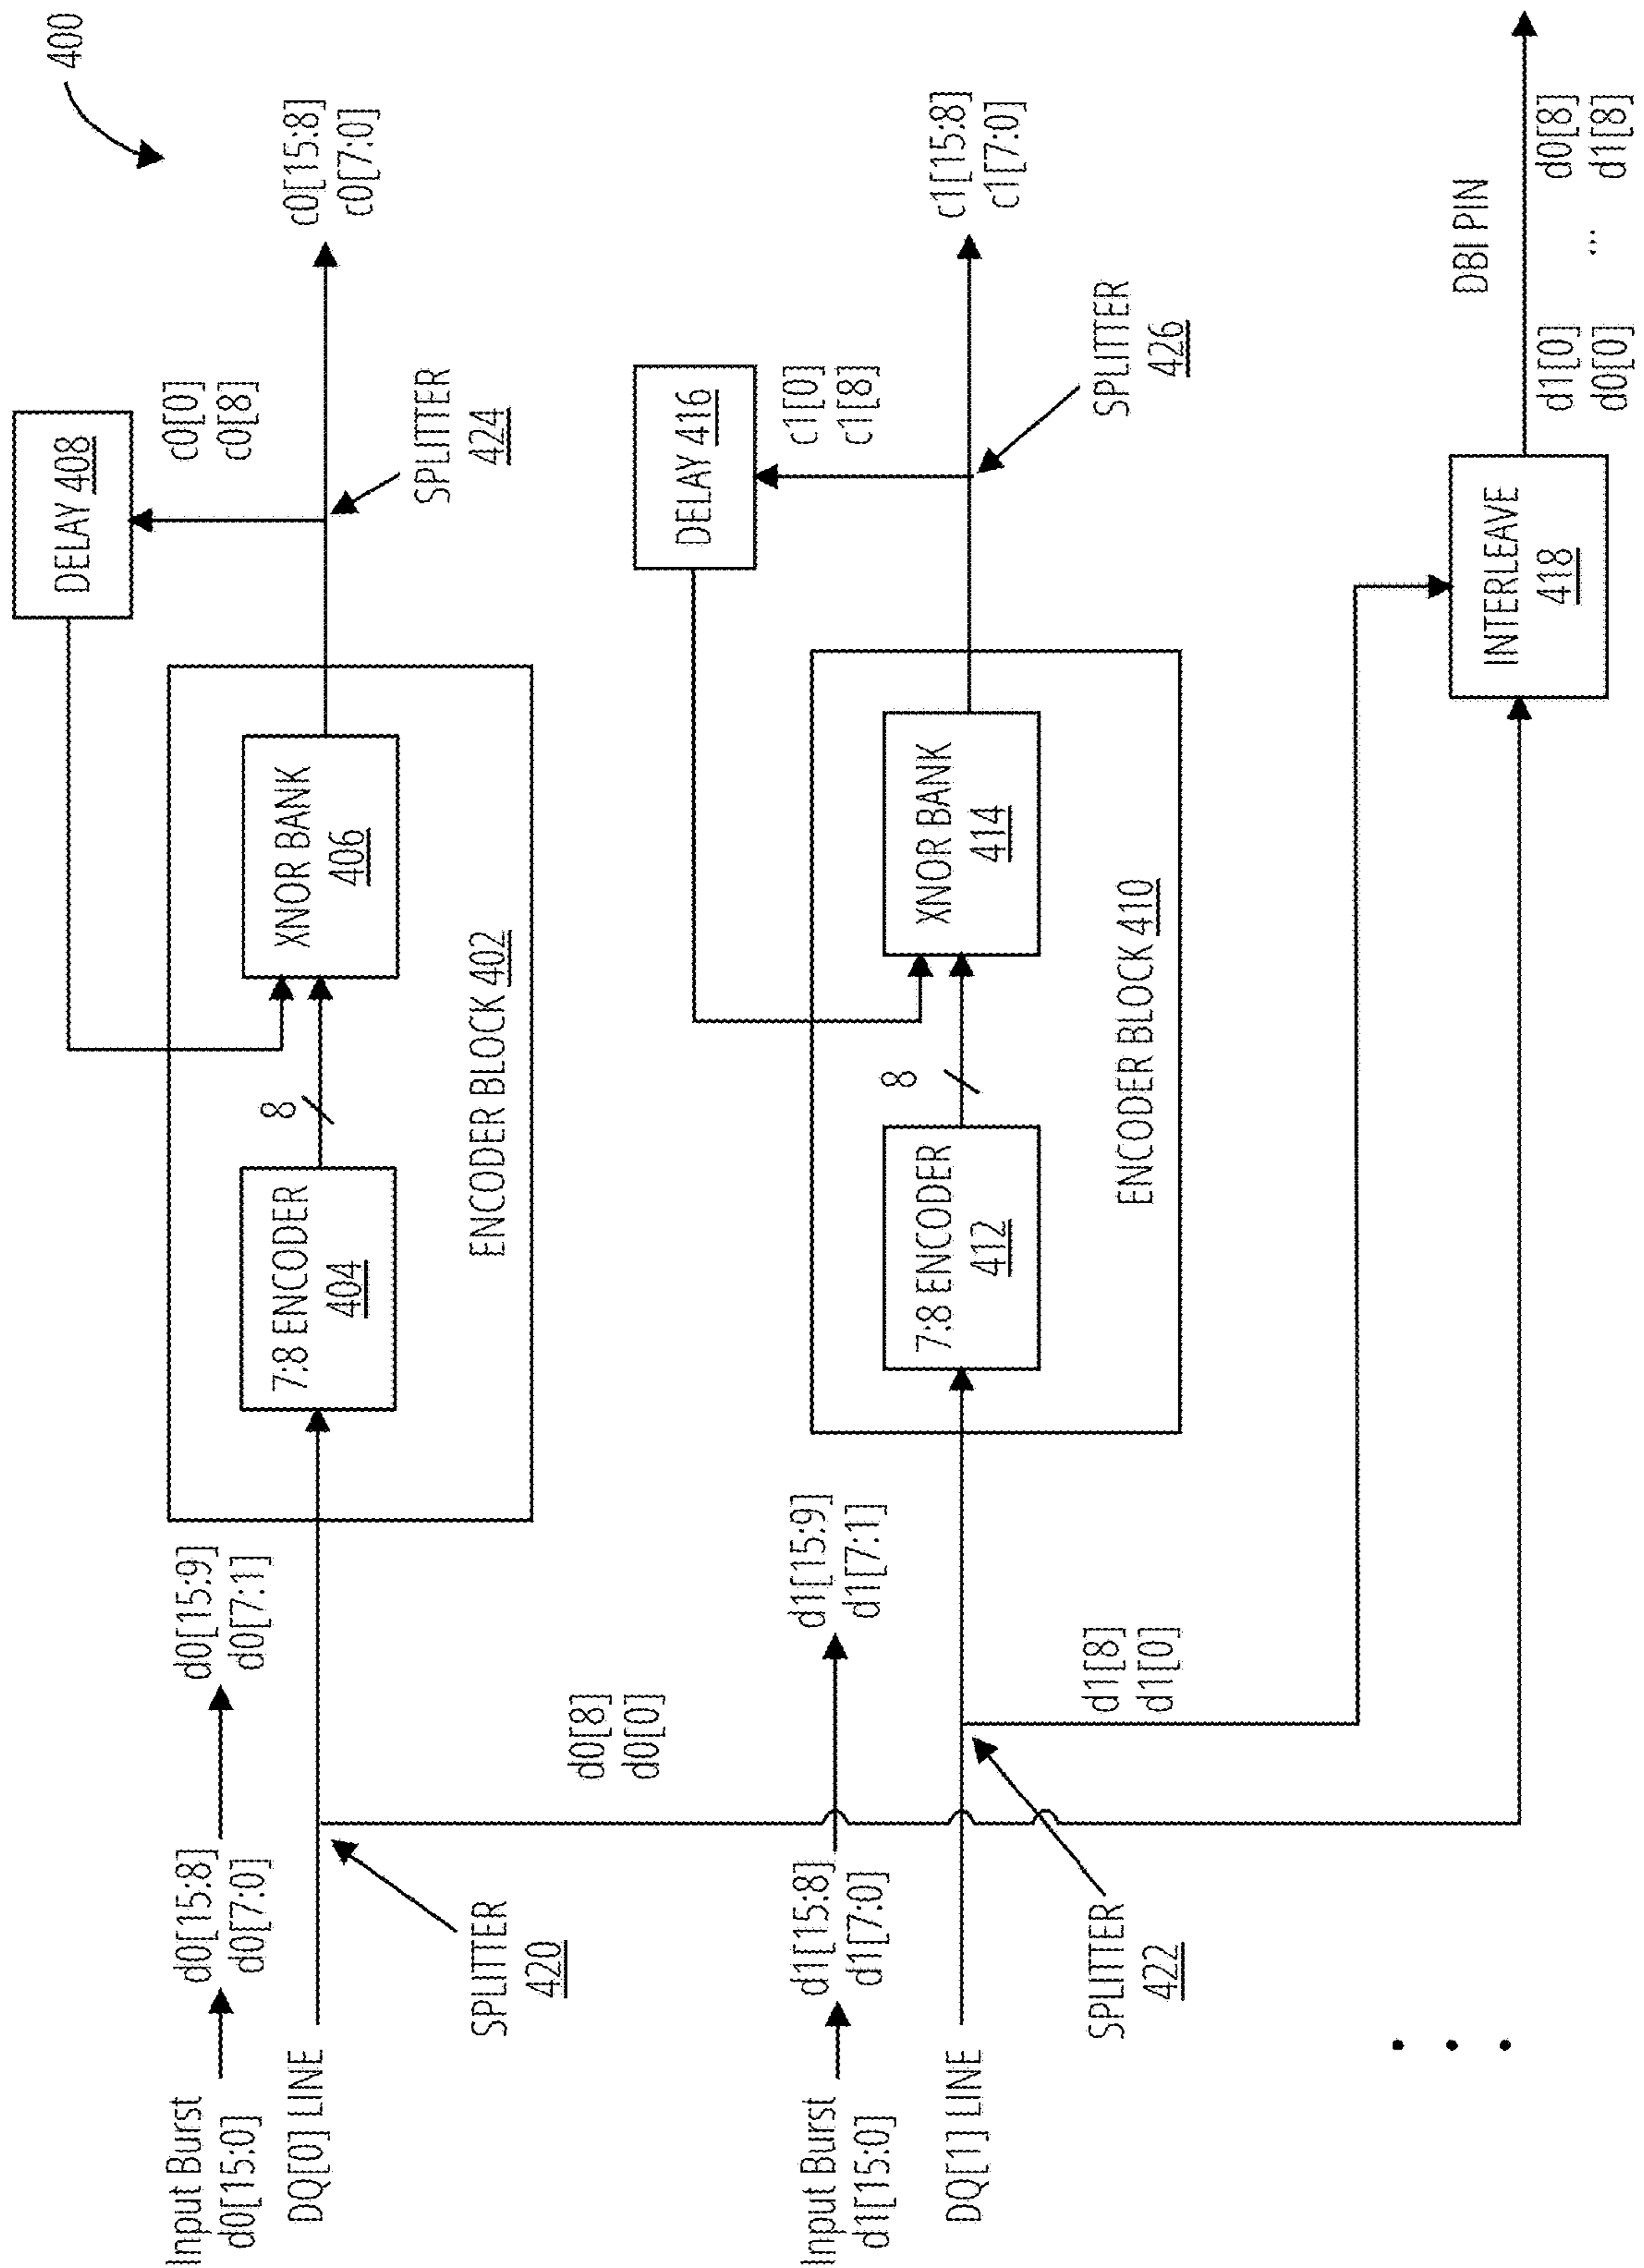 400
Input Burst
d0[15:0]
d0[15:8]
d0[7:0]
d0[15:9]
d0[7:1]
DQ[0] LINE
SPLITTER
420
d0[8]
d0[0]
7:8 ENCODER
404
8
XNOR BANK
406
ENCODER BLOCK 402
DELAY 408
c0[0]
c0[8]
SPLITTER
424
c0[15:8]
c0[7:0]
Input Burst
d1[15:0]
d1[15:8]
d1[7:0]
d1[15:9]
d1[7:1]
DQ[1] LINE
SPLITTER
422
d1[8]
d1[0]
7:8 ENCODER
412
8
XNOR BANK
414
ENCODER BLOCK 410
DELAY 416
c1[0]
c1[8]
SPLITTER
426
c1[15:8]
c1[7:0]
INTERLEAVE
418
DBI PIN
d1[0] ... d0[8]
d0[0] d1[8]